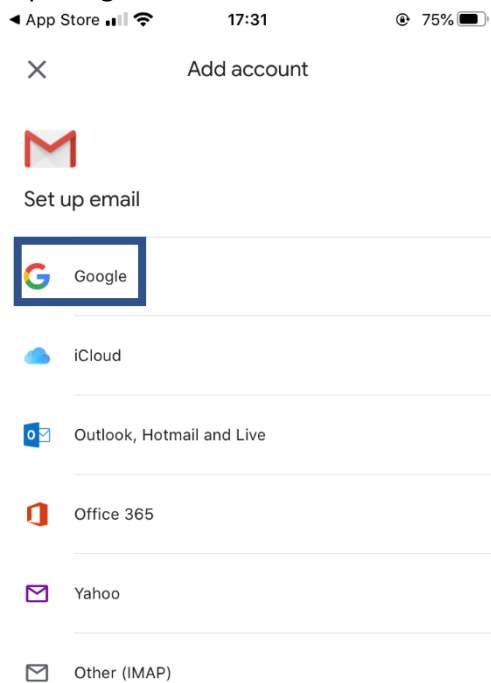 ◀ App Store 17:31 75%
Add account
Set up email
Google
iCloud
Outlook, Hotmail and Live
Office 365
Yahoo
Other (IMAP)